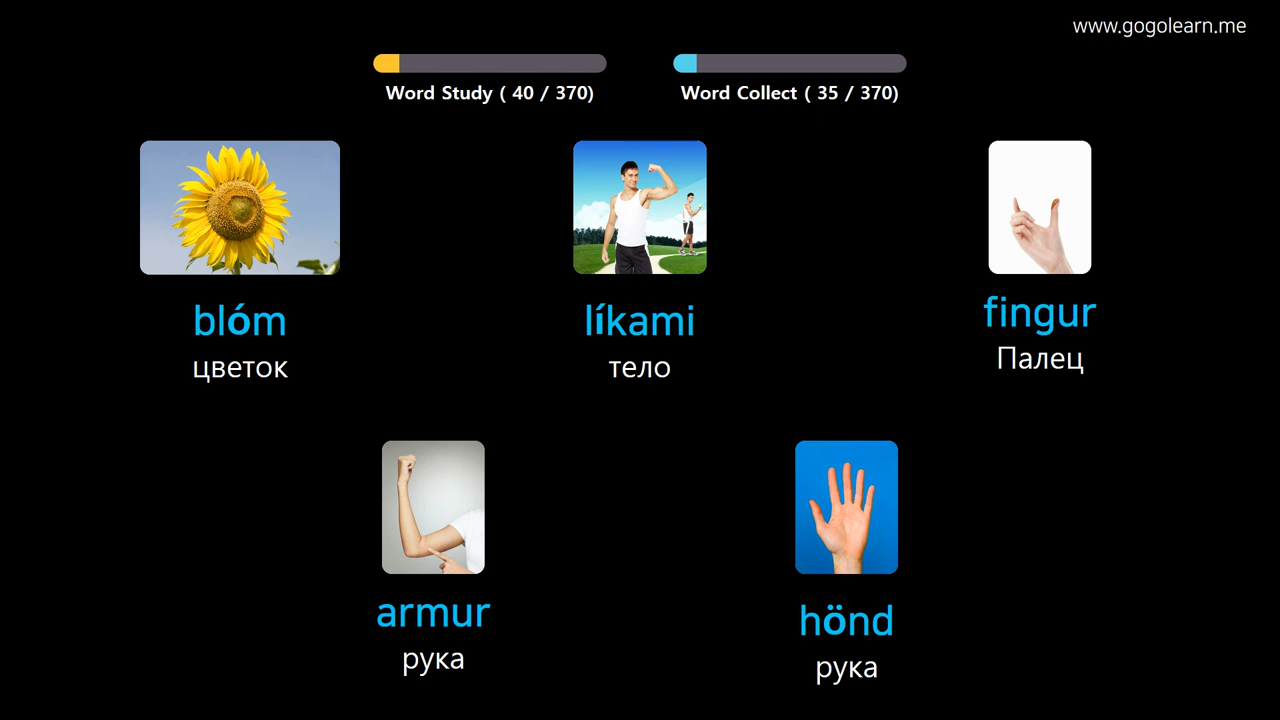 www.gogolearn.me
Word Study ( 40 / 370)
Word Collect ( 35 / 370)
blóm
цветок
líkami
тело
fingur
Палец
armur
рука
hönd
рука